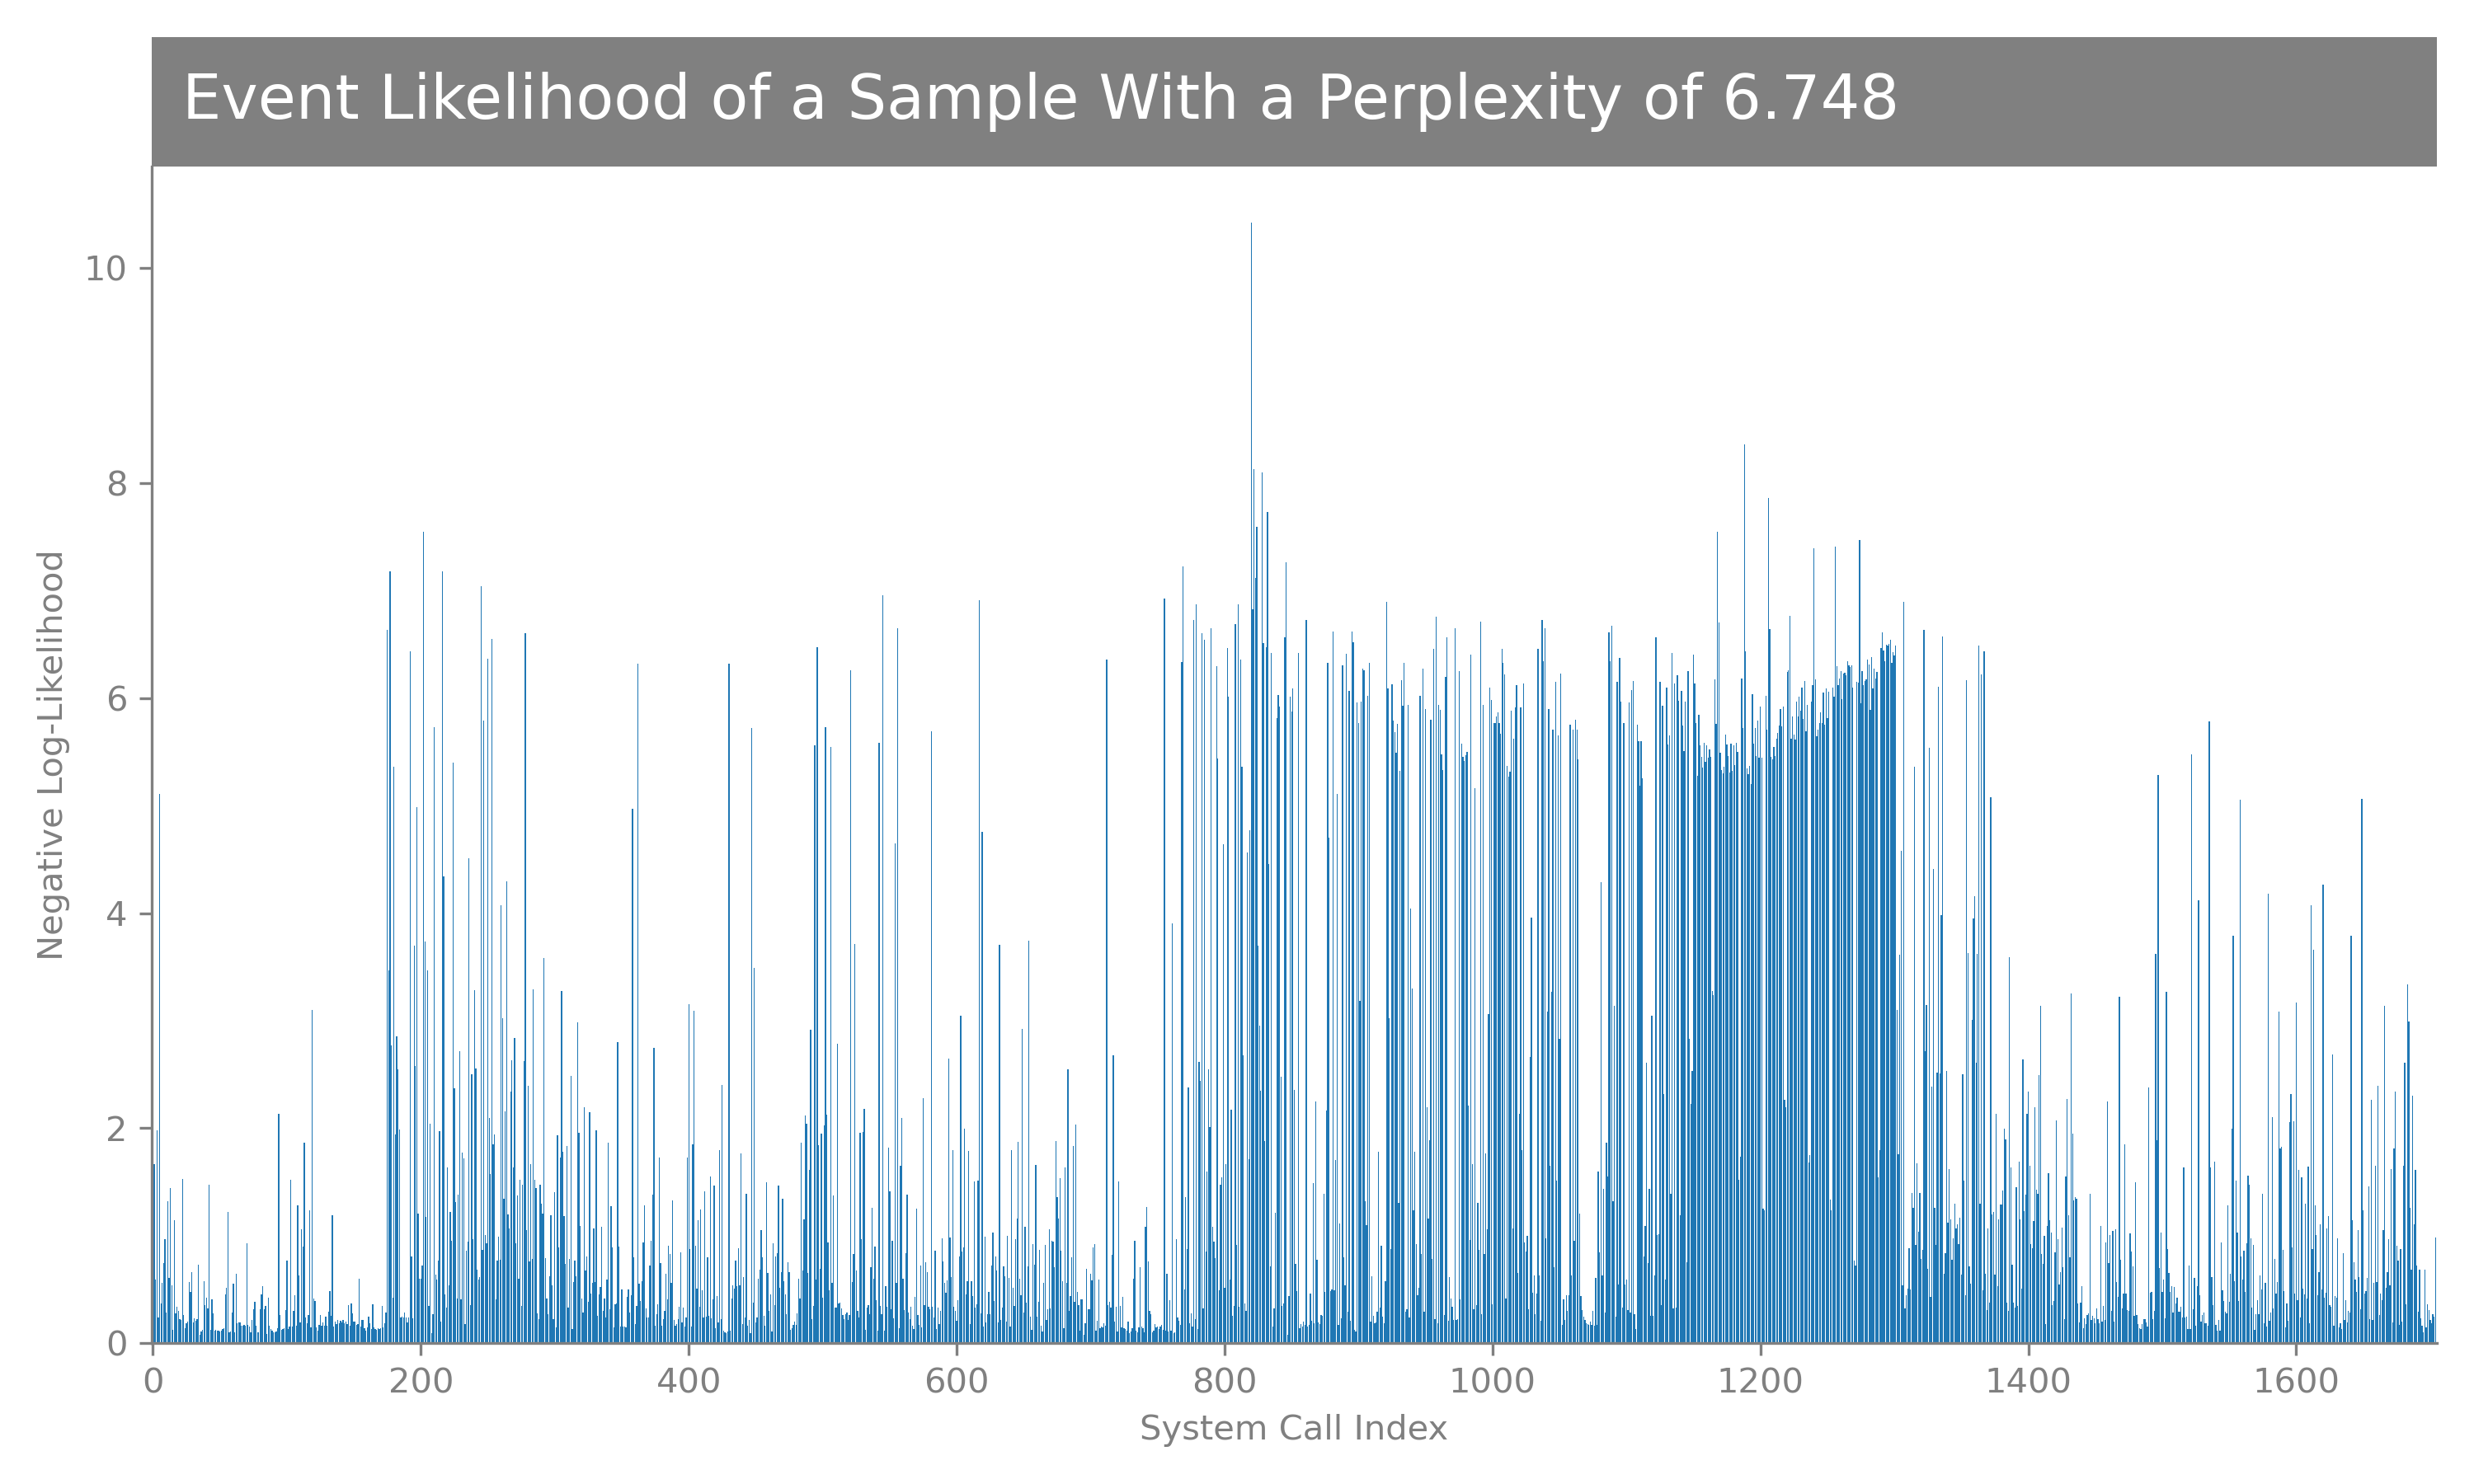 Event Likelihood of a Sample With a Perplexity of 6.748
10
8
6
4
2
0
Negative Log-Likelihood
0 200 400 600 800 1000 1200 1400 1600
System Call Index